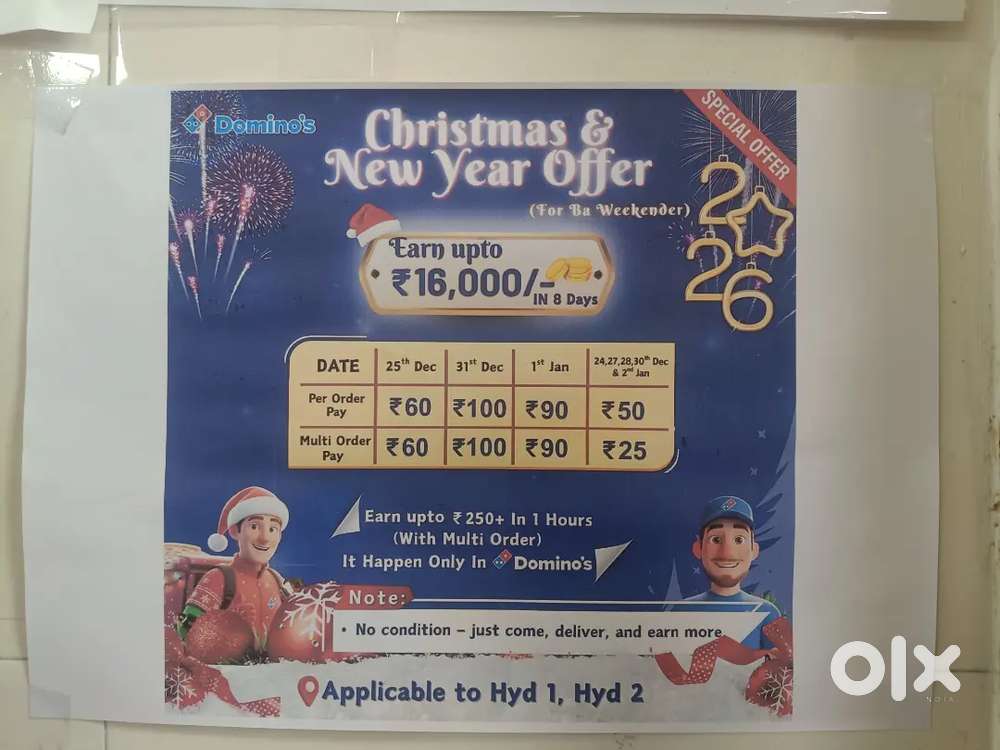 Domino's
Christmas &
New Year Offer
(For Ba Weekender)
SPECIAL OFFER
2026
Earn upto
₹16,000/-
IN 8 Days
DATE 25th Dec 31st Dec 1st Jan 24,27,28,30th Dec & 2nd Jan
Per Order Pay ₹60 ₹100 ₹90 ₹50
Multi Order Pay ₹60 ₹100 ₹90 ₹25
Earn upto ₹250+ In 1 Hours
(With Multi Order)
It Happen Only In Domino's
Note:
• No condition – just come, deliver, and earn more.
Applicable to Hyd 1, Hyd 2
olx
INDIA